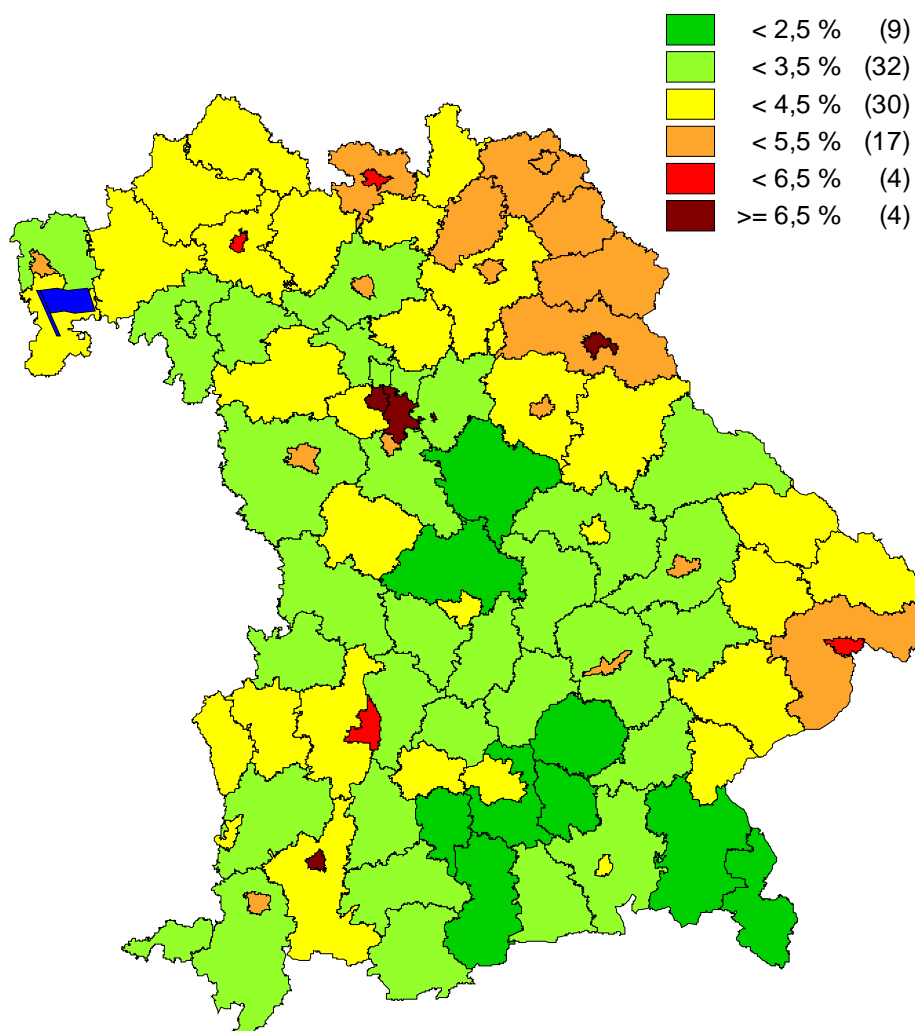 < 2,5 % (9)
< 3,5 % (32)
< 4,5 % (30)
< 5,5 % (17)
< 6,5 % (4)
>= 6,5 % (4)